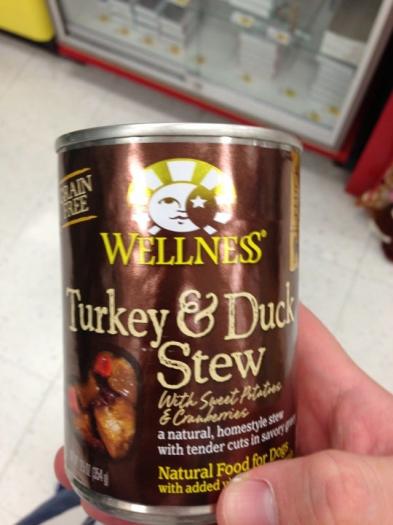 GRAIN
FREE
WELLNESS®
Turkey & Duck
Stew
With Sweet Potatoes
& Cranberries
a natural, homestyle stew
with tender cuts in savory
Natural Food for Dogs
with added